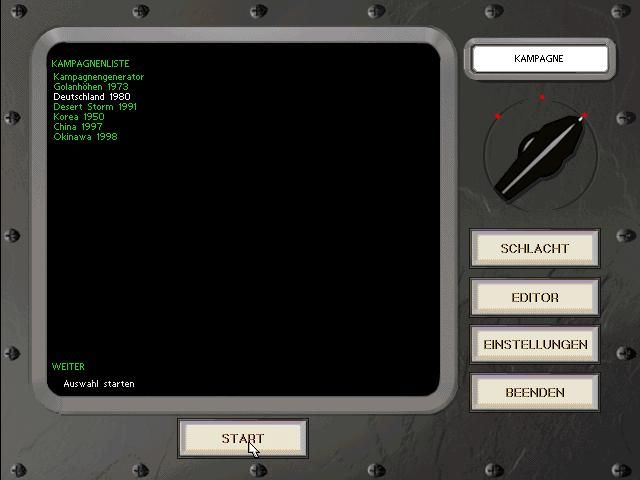 KAMPAGNENLISTE
Kampagnengenerator
Golanhöhen 1973
Deutschland 1980
Desert Storm 1991
Korea 1950
China 1997
Okinawa 1998
WEITER
Auswahl starten
KAMPAGNE
SCHLACHT
EDITOR
EINSTELLUNGEN
BEENDEN
START